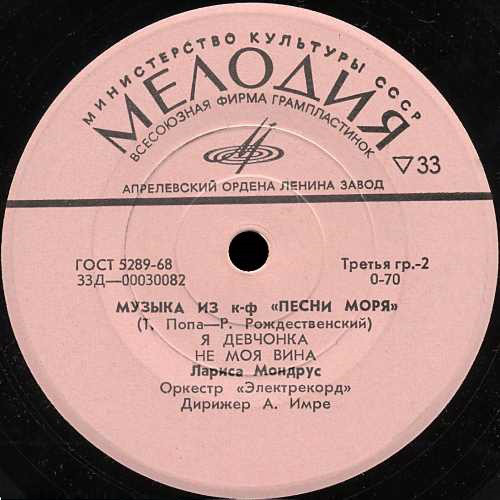 МИНИСТЕРСТВО КУЛЬТУРЫ СССР
МЕЛОДИЯ
ВСЕСОЮЗНАЯ ФИРМА ГРАМПЛАСТИНОК
▽33
АПРЕЛЕВСКИЙ ОРДЕНА ЛЕНИНА ЗАВОД
ГОСТ 5289-68 Третья гр.-2
33Д—00030082 0-70
МУЗЫКА ИЗ к-ф «ПЕСНИ МОРЯ»
(Т. Попа—Р. Рождественский)
Я ДЕВЧОНКА
НЕ МОЯ ВИНА
Лариса Мондрус
Оркестр «Электрекорд»
Дирижер А. Имре